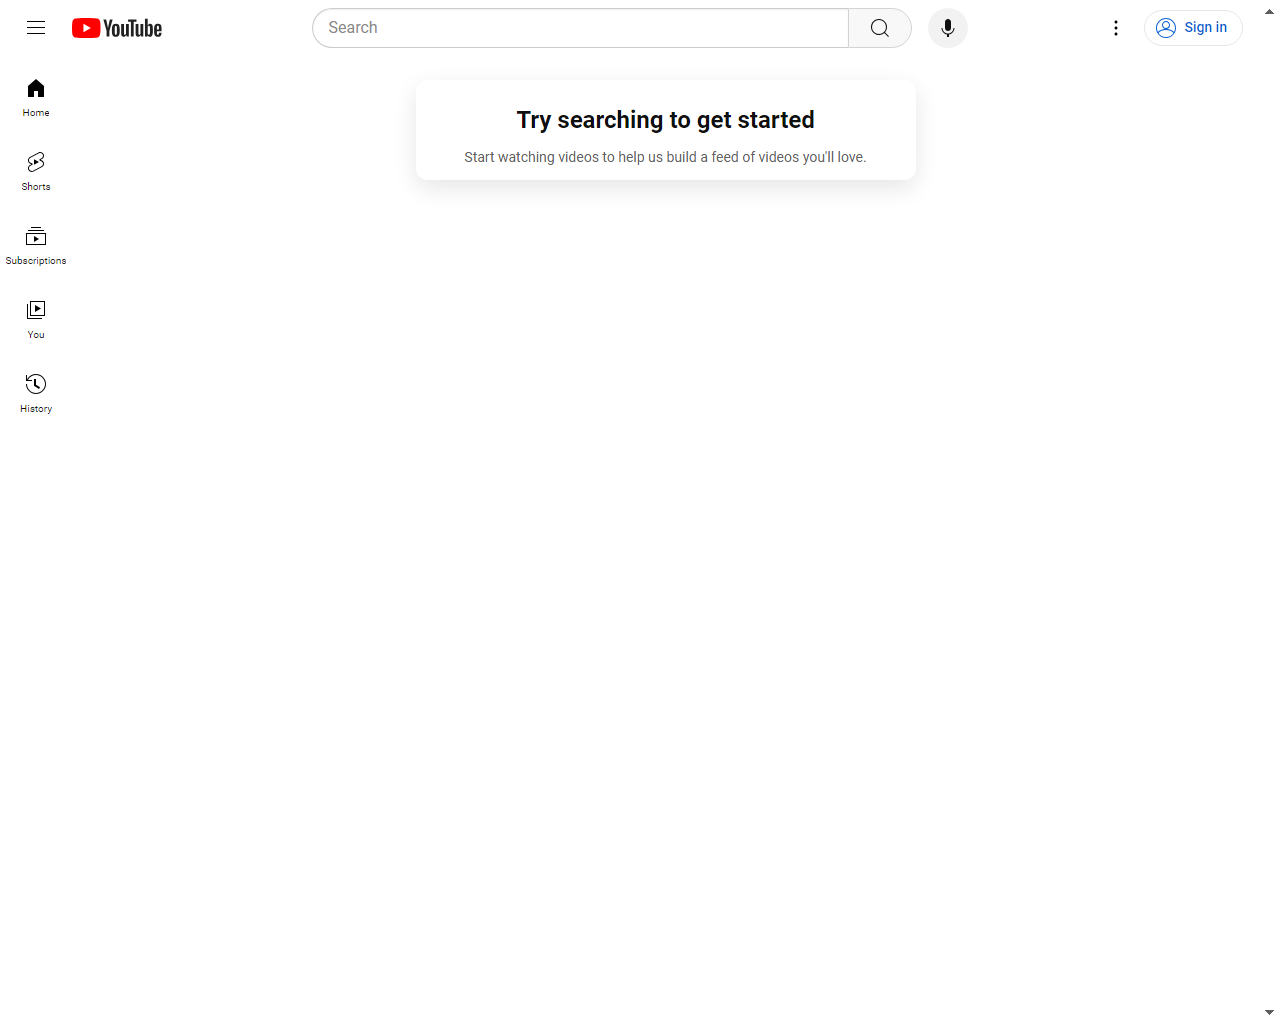 YouTube
Search
Sign in
Home
Shorts
Subscriptions
You
History
Try searching to get started
Start watching videos to help us build a feed of videos you'll love.